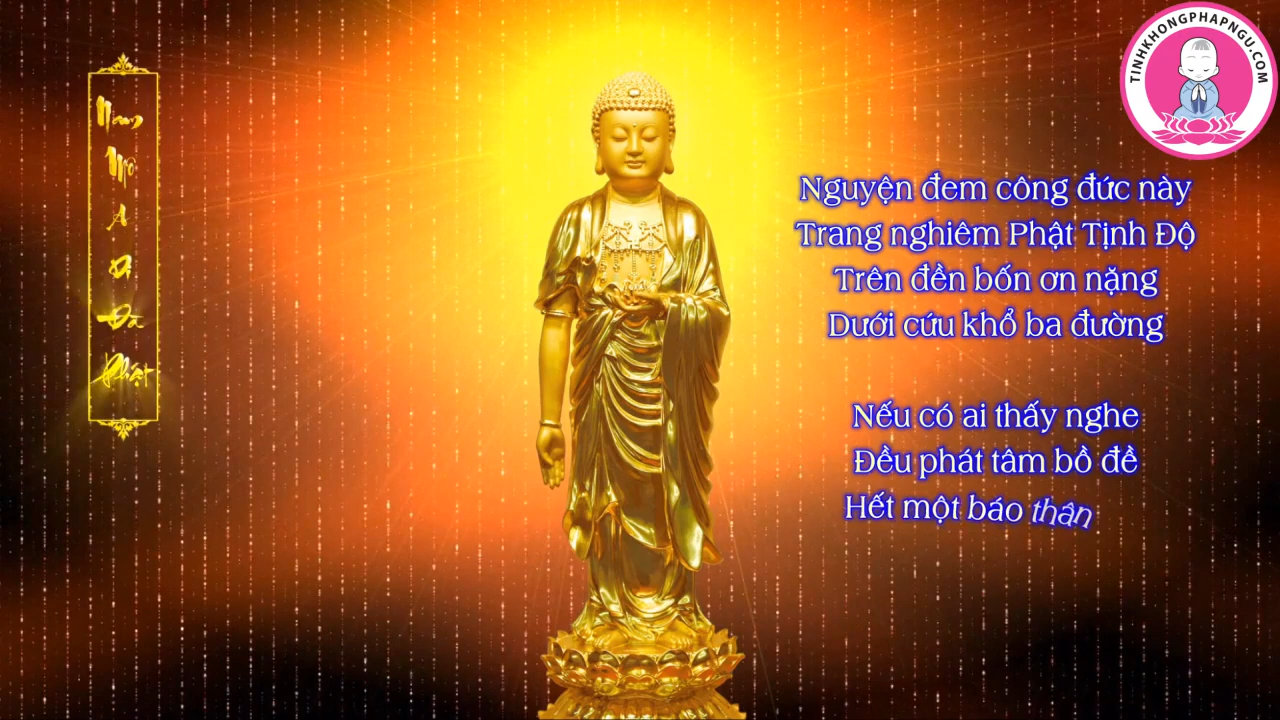 Nam
Mô
A
Di
Đà
Phật
TINHKHONGPHAPNGU.COM
Nguyện đem công đức này
Trang nghiêm Phật Tịnh Độ
Trên đền bốn ơn nặng
Dưới cứu khổ ba đường
Nếu có ai thấy nghe
Đều phát tâm bồ đề
Hết một báo thân